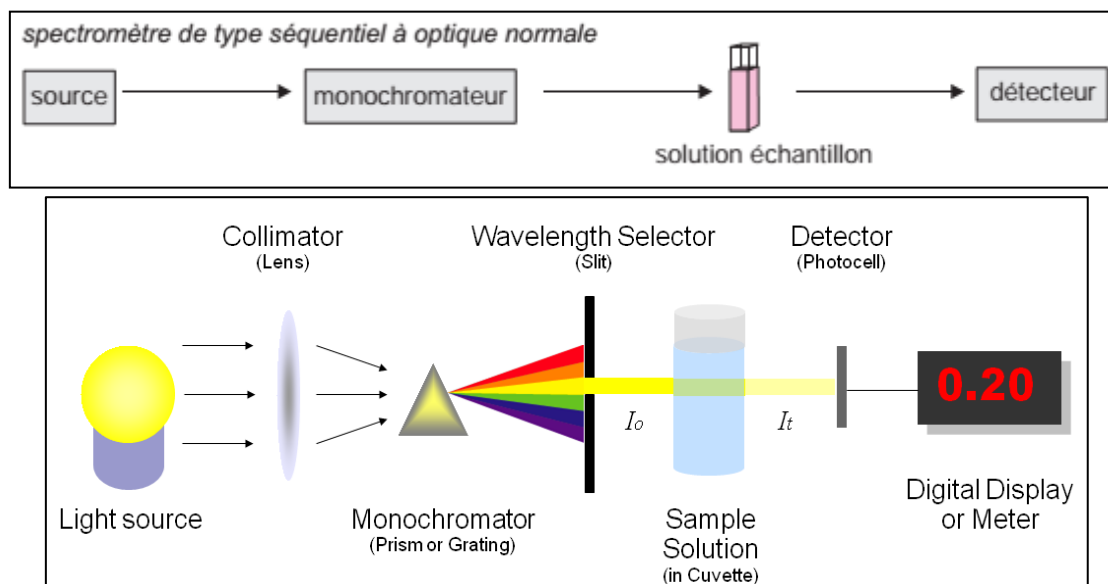 spectromètre de type séquentiel à optique normale
source
monochromateur
solution échantillon
détecteur
Collimator
(Lens)
Wavelength Selector
(Slit)
Detector
(Photocell)
0.20
Io
It
Light source
Monochromator
(Prism or Grating)
Sample
Solution
(in Cuvette)
Digital Display
or Meter